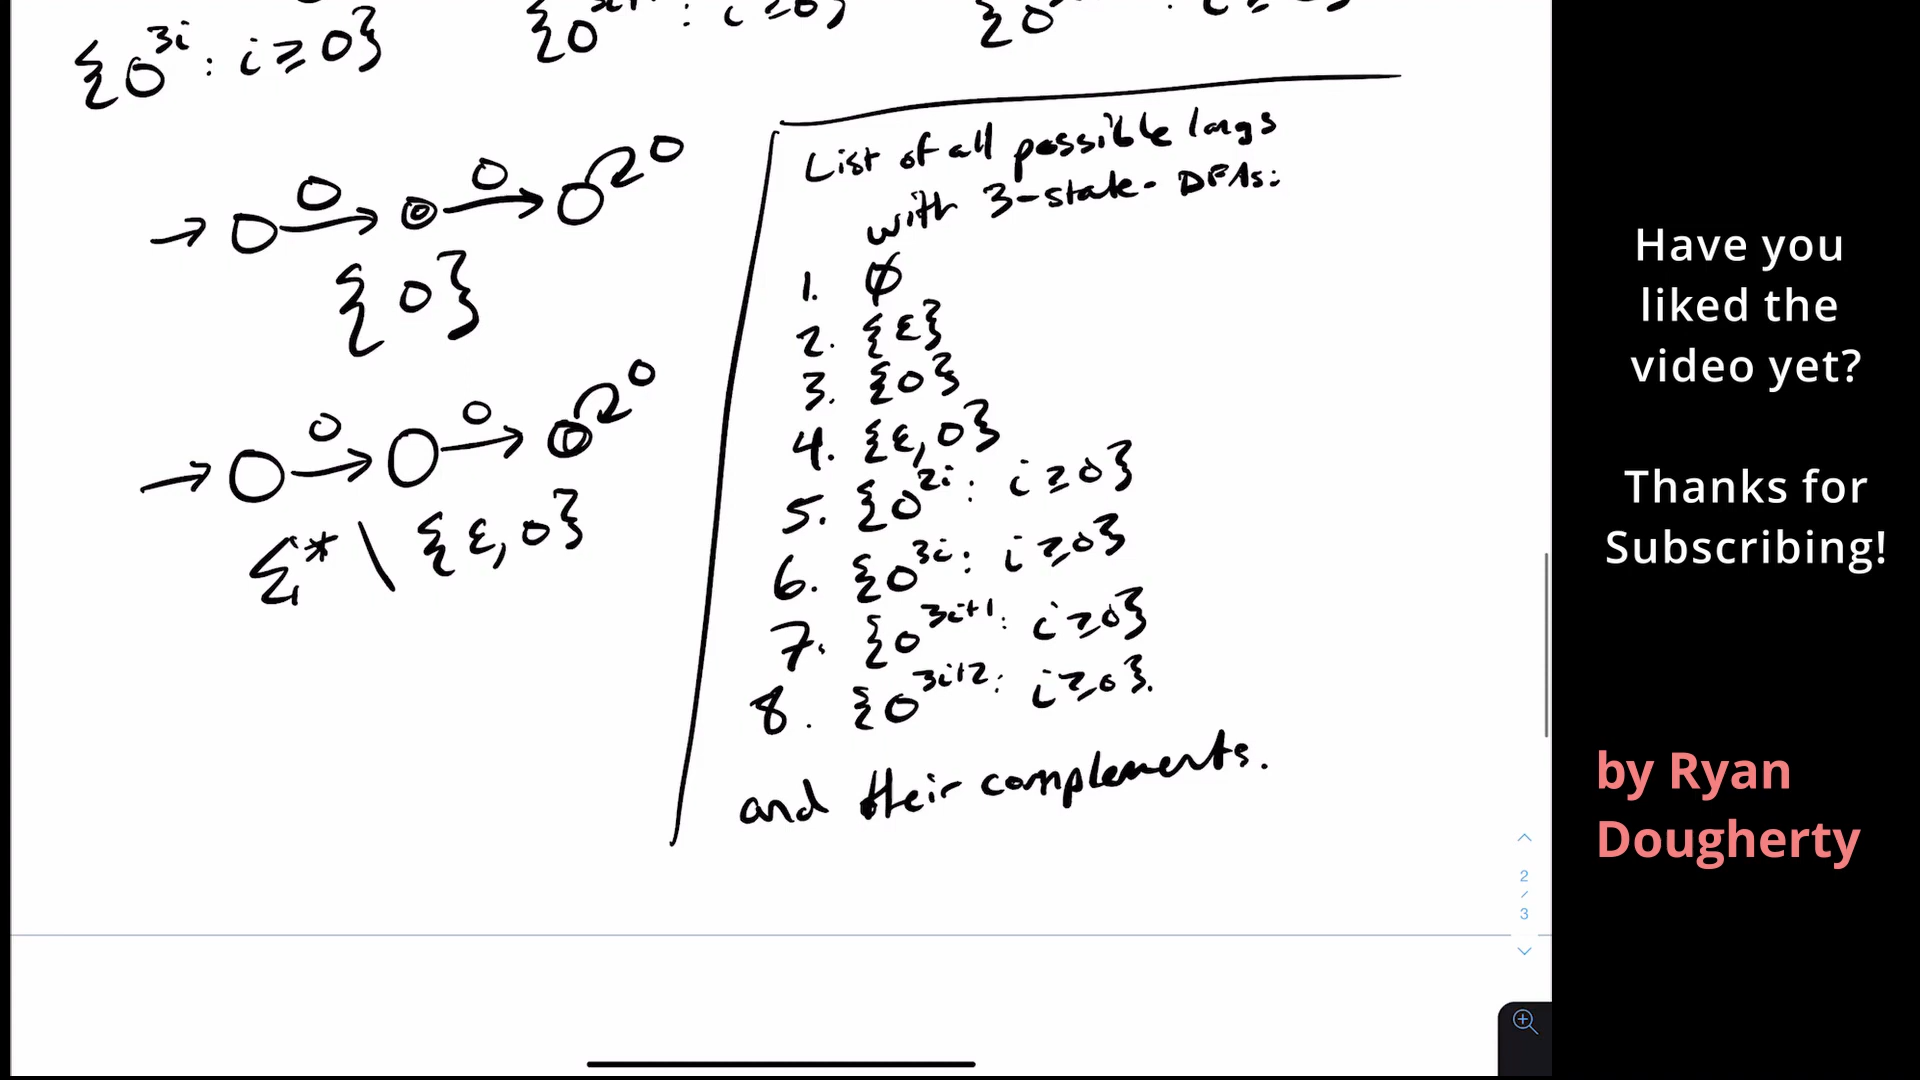 {0^3i : i ≥ 0}
: i ≥ 0}
{0
→ O 0 → ◎ 0 → O 0
{0}
→ O 0 → O 0 → ◎ 0
Σ* \ {ε, 0}
List of all possible langs
with 3-state- DFAs:
1. ∅
2. {ε}
3. {0}
4. {ε, 0}
5. {0^2i : i ≥ 0}
6. {0^3i : i ≥ 0}
7. {0^3i+1 : i ≥ 0}
8. {0^3i+2 : i ≥ 0}.
and their complements.
2
/
3
Have you
liked the
video yet?
Thanks for
Subscribing!
by Ryan
Dougherty